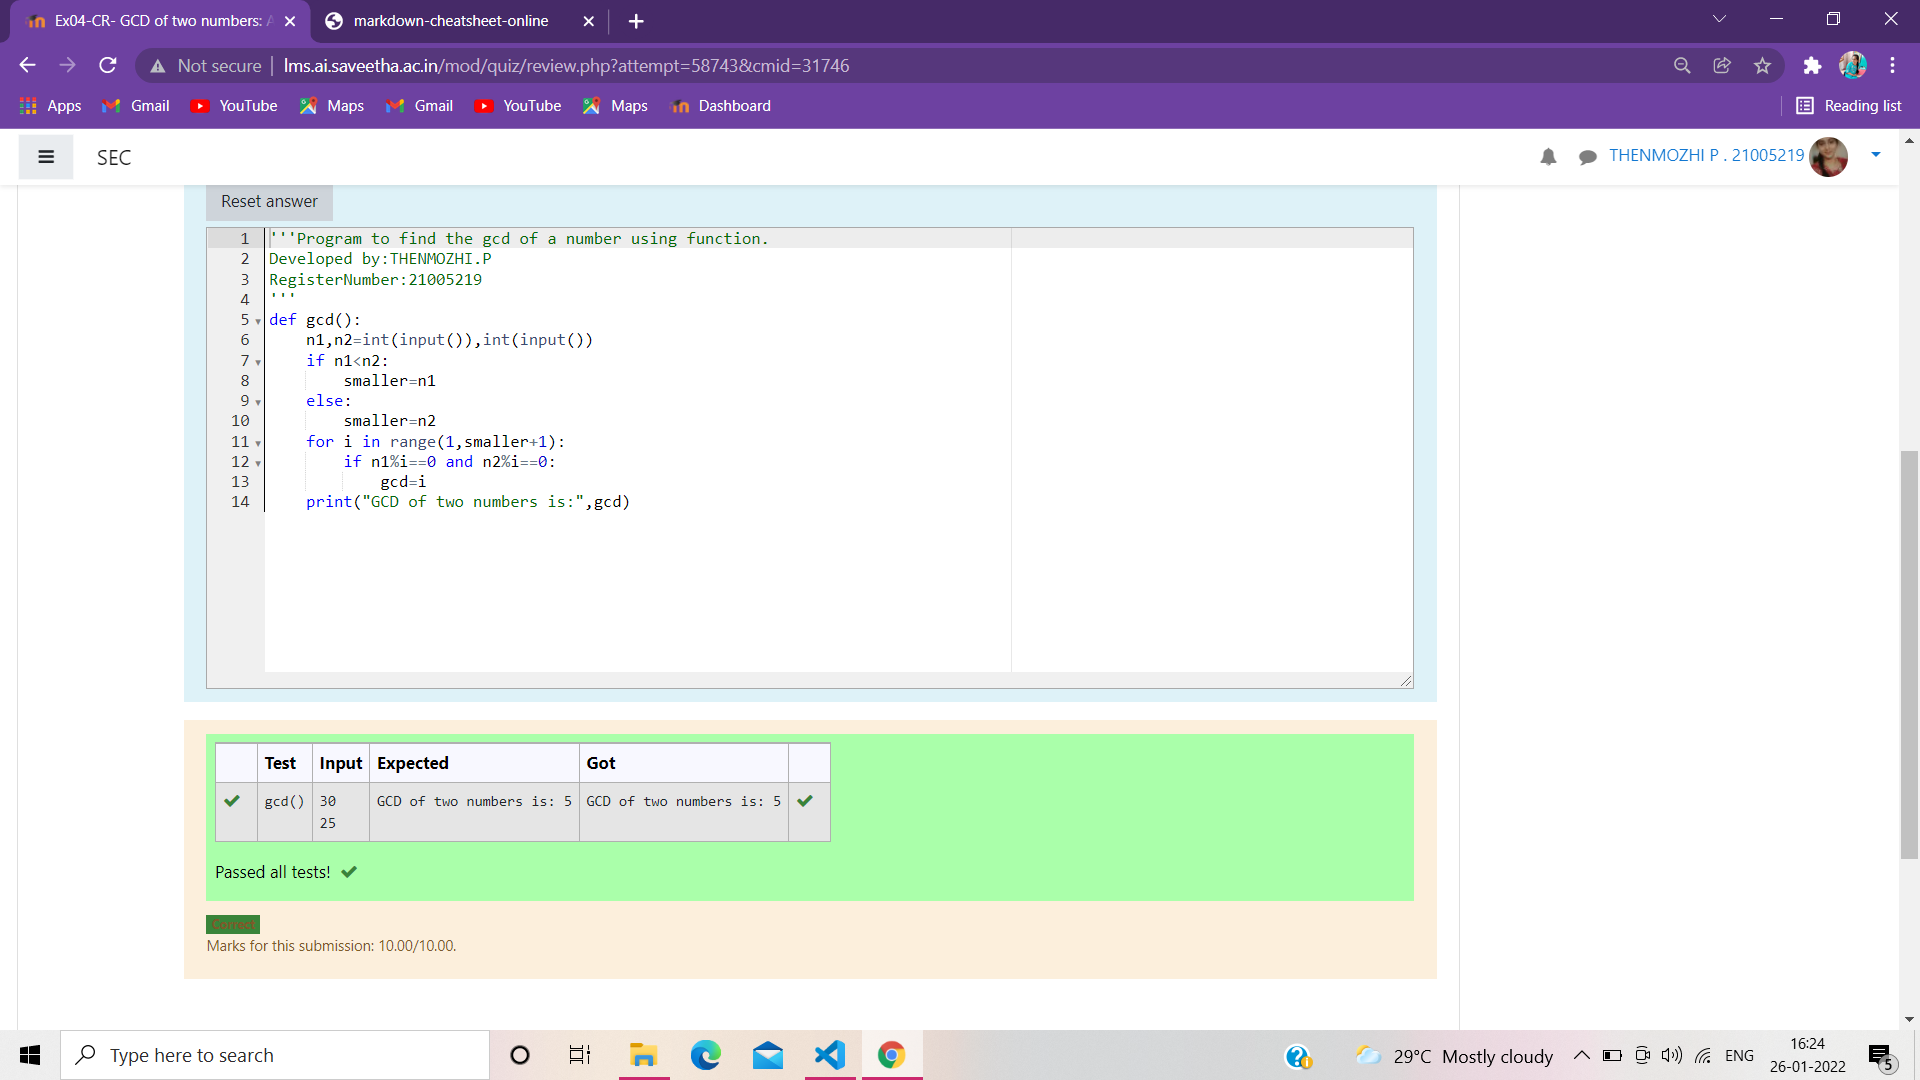 Ex04-CR- GCD of two numbers: A
markdown-cheatsheet-online
Not secure | lms.ai.saveetha.ac.in/mod/quiz/review.php?attempt=58743&cmid=31746
Apps Gmail YouTube Maps Gmail YouTube Maps Dashboard Reading list
SEC THENMOZHI P . 21005219
Reset answer
1 '''Program to find the gcd of a number using function.
2 Developed by:THENMOZHI.P
3 RegisterNumber:21005219
4 '''
5 def gcd():
6     n1,n2=int(input()),int(input())
7     if n1<n2:
8         smaller=n1
9     else:
10         smaller=n2
11     for i in range(1,smaller+1):
12         if n1%i==0 and n2%i==0:
13             gcd=i
14     print("GCD of two numbers is:",gcd)
Test Input Expected Got
gcd() 30 GCD of two numbers is: 5 GCD of two numbers is: 5
25
Passed all tests!
Correct
Marks for this submission: 10.00/10.00.
Type here to search
29°C Mostly cloudy ENG
16:24
26-01-2022
5